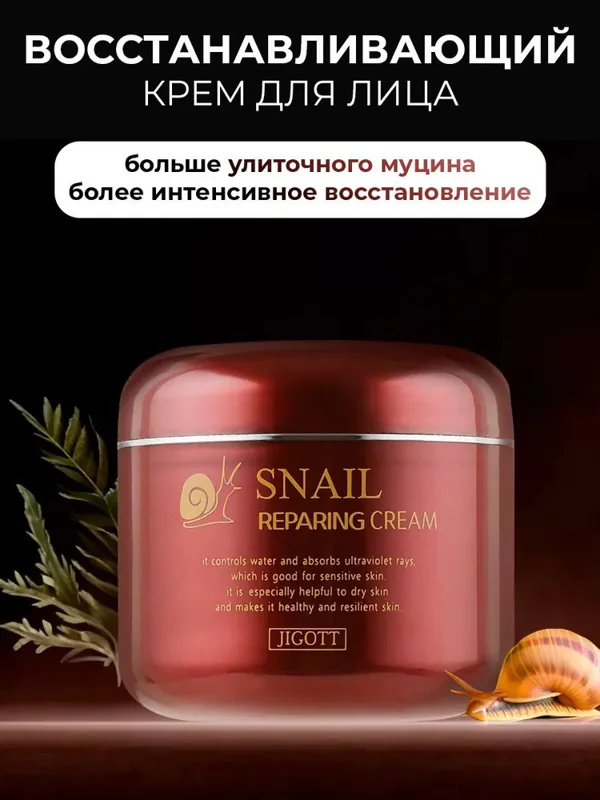 ВОССТАНАВЛИВАЮЩИЙ
КРЕМ ДЛЯ ЛИЦА
больше улиточного муцина
более интенсивное восстановление
SNAIL
REPARING CREAM
it controls water and absorbs ultraviolet rays,
which is good for sensitive skin.
it is especially helpful to dry skin
and makes it healthy and resilient skin.
JIGOTT